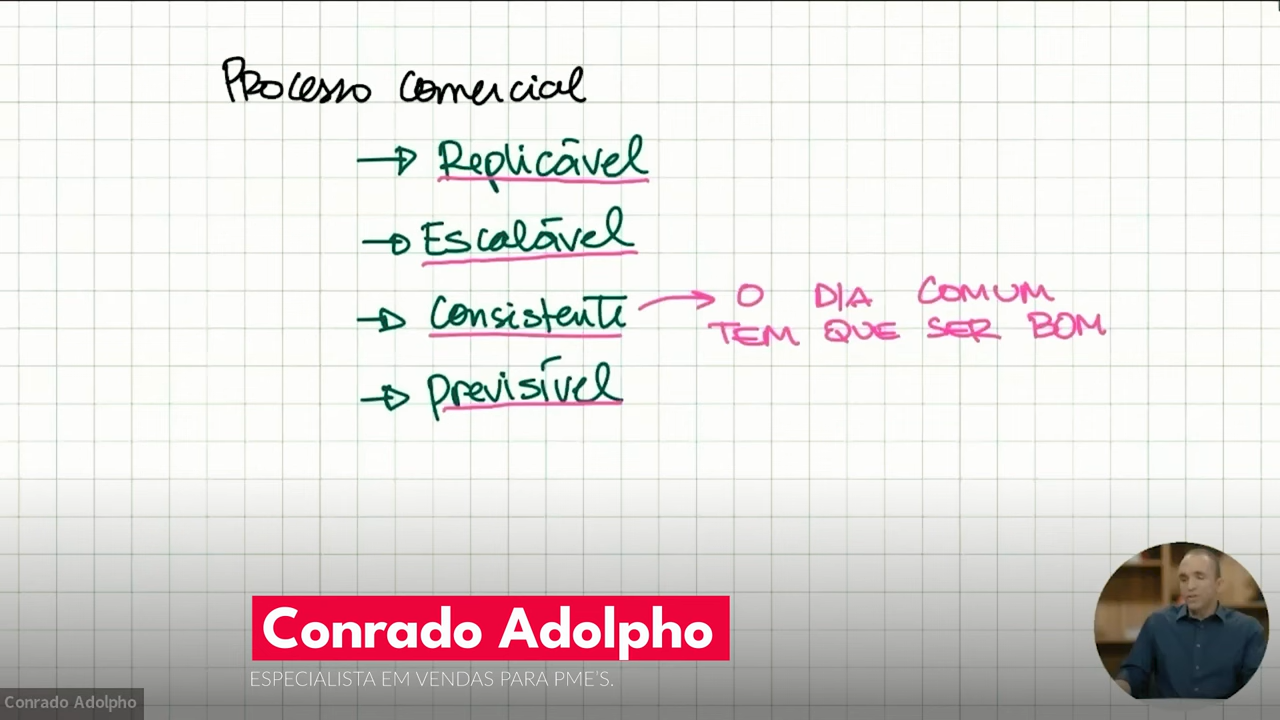 Processo comercial
→ Replicável
→ Escalável
→ Consistente → O DIA COMUM
TEM QUE SER BOM
→ Previsível
Conrado Adolpho
ESPECIALISTA EM VENDAS PARA PME'S.
Conrado Adolpho